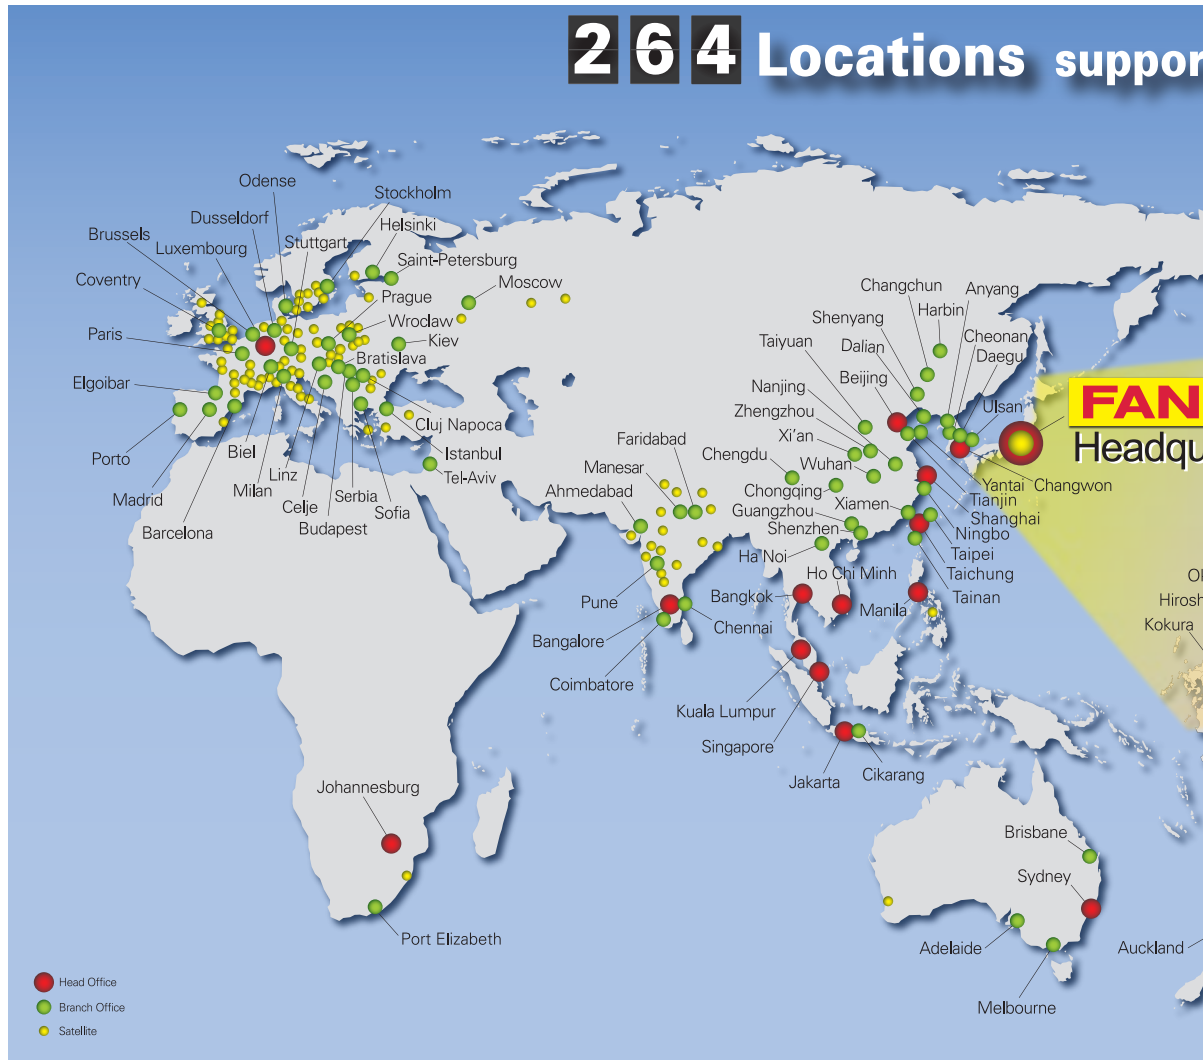 264 Locations suppor
Odense
Stockholm
Dusseldorf
Helsinki
Brussels
Luxembourg
Stuttgart
Saint-Petersburg
Coventry
Moscow
Prague
Paris
Wroclaw
Kiev
Bratislava
Elgoibar
Cluj Napoca
Porto
Biel
Istanbul
Linz
Tel-Aviv
Madrid
Milan
Celje
Serbia
Sofia
Barcelona
Budapest
Changchun
Anyang
Harbin
Shenyang
Cheonan
Taiyuan
Dalian
Daegu
Beijing
Nanjing
Ulsan
FAN
Zhengzhou
Headqu
Xi'an
Faridabad
Chengdu
Wuhan
Manesar
Yantai
Changwon
Ahmedabad
Chongqing
Xiamen
Tianjin
Guangzhou
Shanghai
Shenzhen
Ningbo
Ha Noi
Taipei
Ho Chi Minh
Taichung
Pune
Bangkok
Manila
Tainan
Hirosh
Kokura
Bangalore
Chennai
Coimbatore
Kuala Lumpur
Singapore
Jakarta
Cikarang
Johannesburg
Brisbane
Sydney
Port Elizabeth
Adelaide
Auckland
Melbourne
Head Office
Branch Office
Satellite